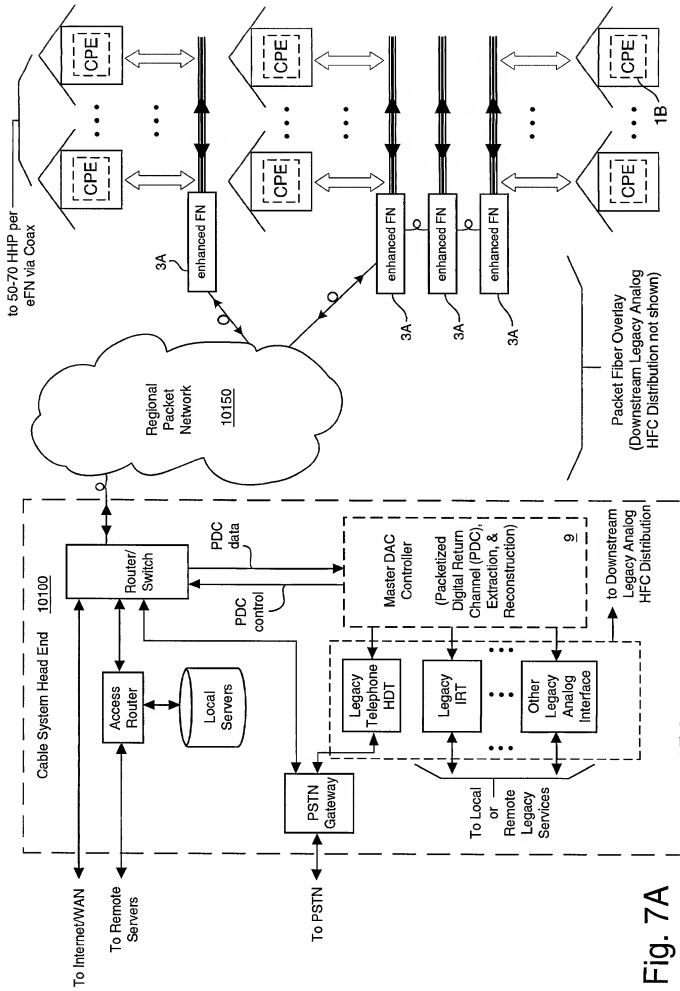 to 50-70 HHP per
eFN via Coax
CPE
CPE
CPE
CPE
CPE
CPE
1B
3A
enhanced FN
enhanced FN
3A
enhanced FN
3A
enhanced FN
3A
Regional
Packet
Network
10150
Packet Fiber Overlay
(Downstream Legacy Analog
HFC Distribution not shown)
Cable System Head End
10100
Router/
Switch
PDC
data
PDC
control
Access
Router
Local
Servers
PSTN
Gateway
Master DAC
Controller
(Packetized
Digital Return
Channel (PDC),
Extraction, &
Reconstruction)
9
Legacy
Telephone
HDT
Legacy
IRT
Other
Legacy
Analog
Interface
to Downstream
Legacy Analog
HFC Distribution
To Local
or
Remote
Legacy
Services
To Internet/WAN
To Remote
Servers
To PSTN
Fig. 7A